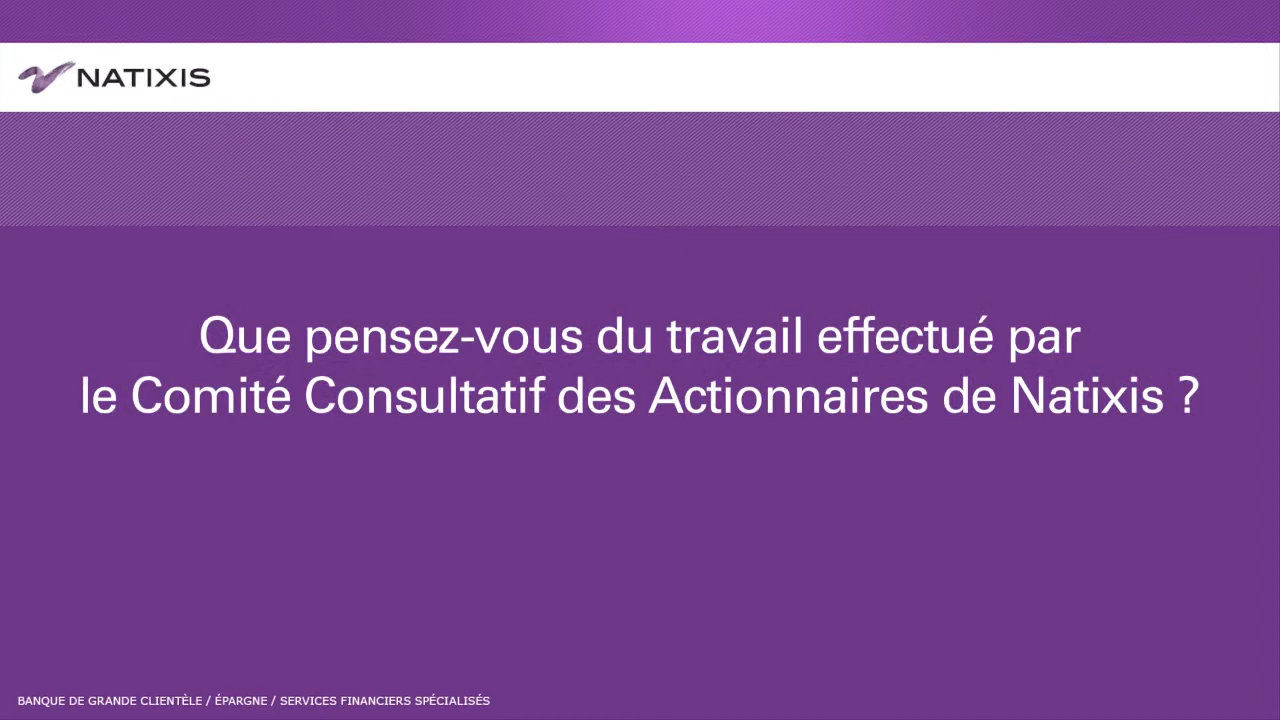 NATIXIS
Que pensez-vous du travail effectué par
le Comité Consultatif des Actionnaires de Natixis ?
BANQUE DE GRANDE CLIENTÈLE / ÉPARGNE / SERVICES FINANCIERS SPÉCIALISÉS